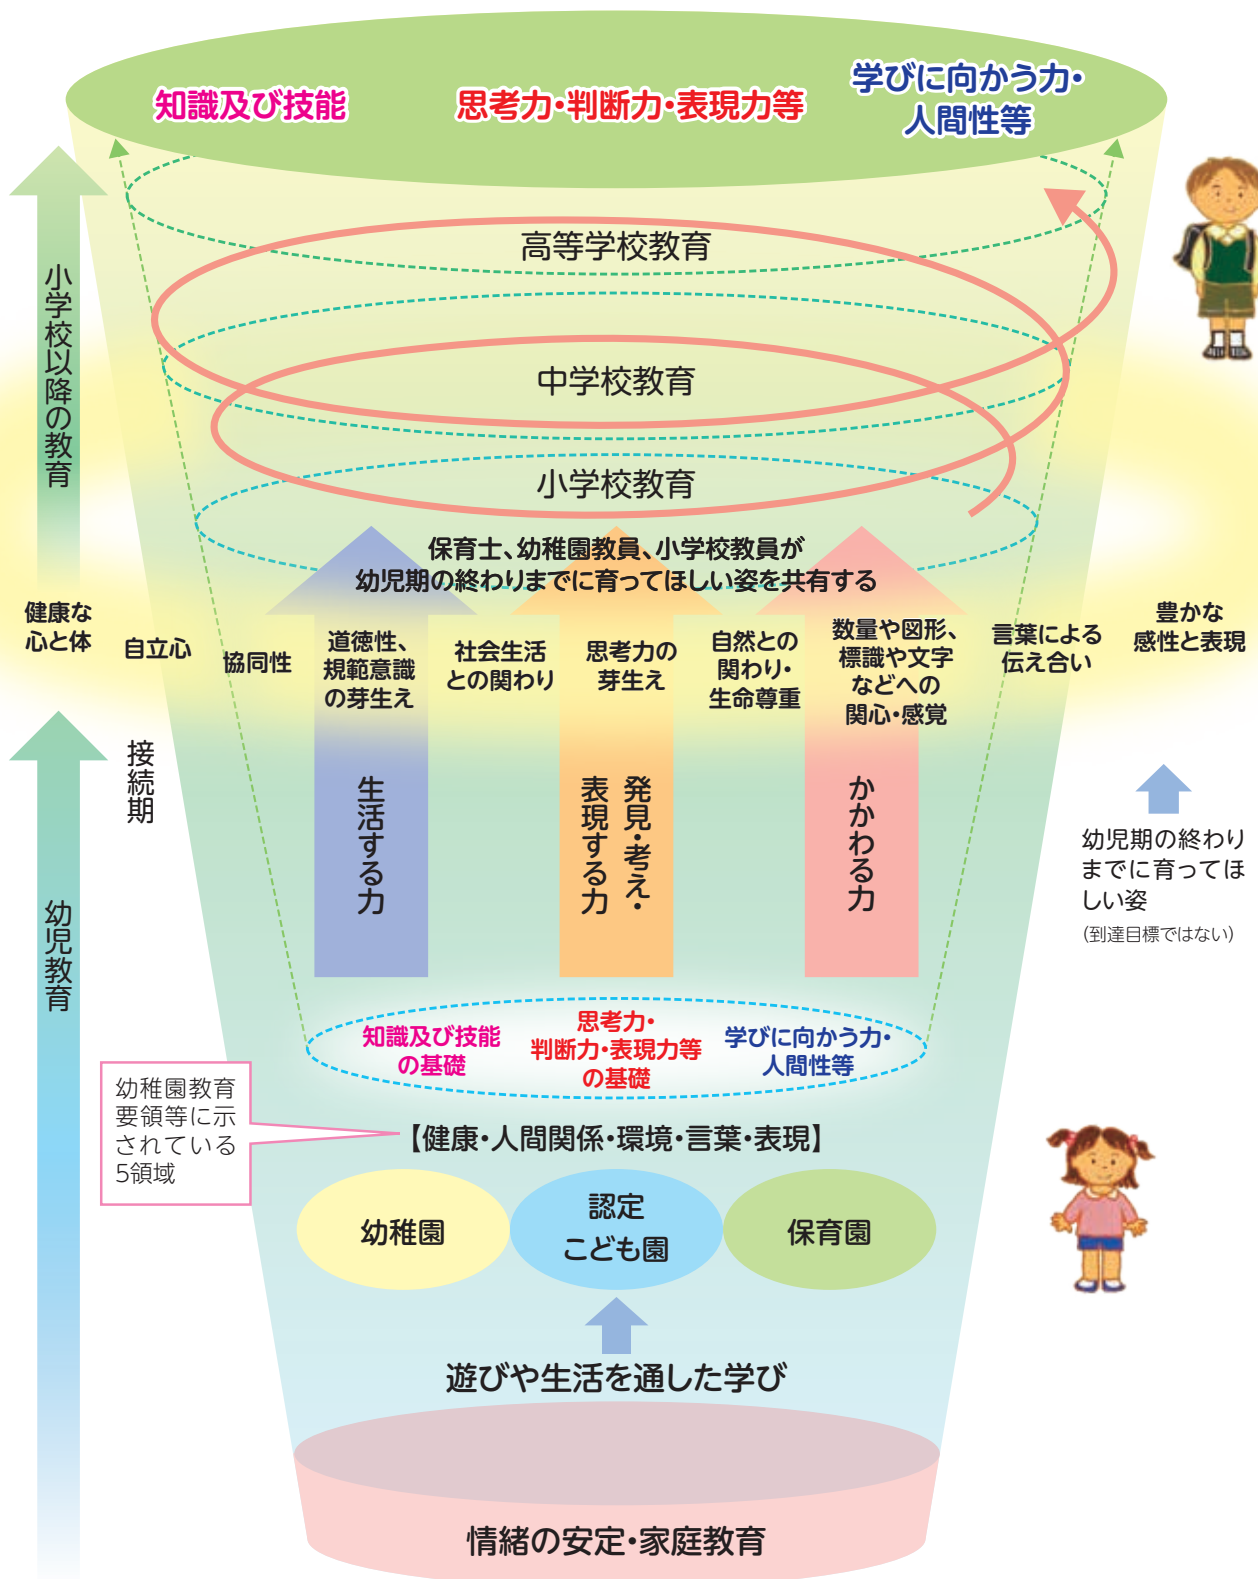 知識及び技能
思考力・判断力・表現力等
学びに向かう力・
人間性等
小学校以降の教育
高等学校教育
中学校教育
小学校教育
保育士、幼稚園教員、小学校教員が
幼児期の終わりまでに育ってほしい姿を共有する
健康な
心と体
自立心
協同性
道徳性、
規範意識
の芽生え
社会生活
との関わり
思考力の
芽生え
自然との
関わり・
生命尊重
数量や図形、
標識や文字
などへの
関心・感覚
言葉による
伝え合い
豊かな
感性と表現
接続期
幼児教育
生活する力
発見・考え・
表現する力
かかわる力
幼児期の終わり
までに育ってほ
しい姿
(到達目標ではない)
知識及び技能
の基礎
思考力・
判断力・表現力等
の基礎
学びに向かう力・
人間性等
幼稚園教育
要領等に示
されている
5領域
【健康・人間関係・環境・言葉・表現】
幼稚園
認定
こども園
保育園
遊びや生活を通した学び
情緒の安定・家庭教育